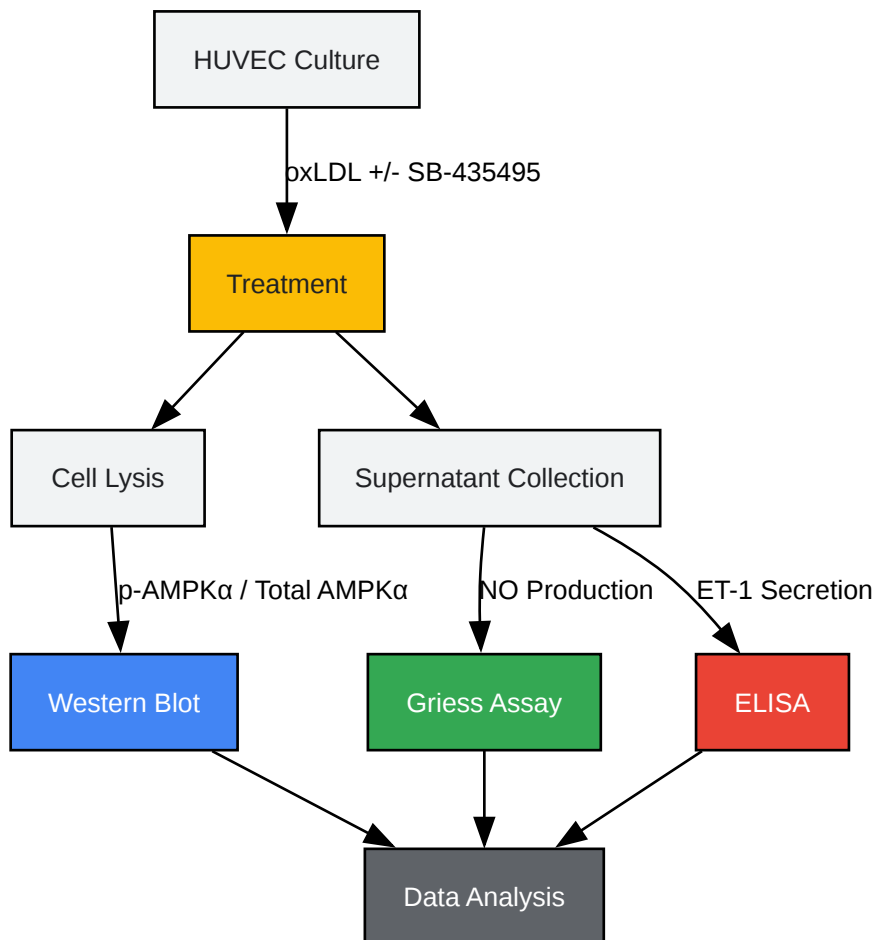 HUVEC Culture
oxLDL +/- SB-435495
Treatment
Cell Lysis
Supernatant Collection
p-AMPKα / Total AMPKα
NO Production
ET-1 Secretion
Western Blot
Griess Assay
ELISA
Data Analysis